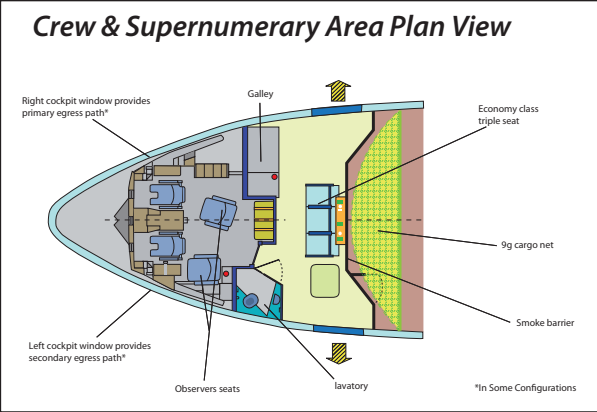 Crew & Supernumerary Area Plan View
Right cockpit window provides
primary egress path*
Galley
Economy class
triple seat
9g cargo net
Smoke barrier
Left cockpit window provides
secondary egress path*
Observers seats
lavatory
*In Some Configurations